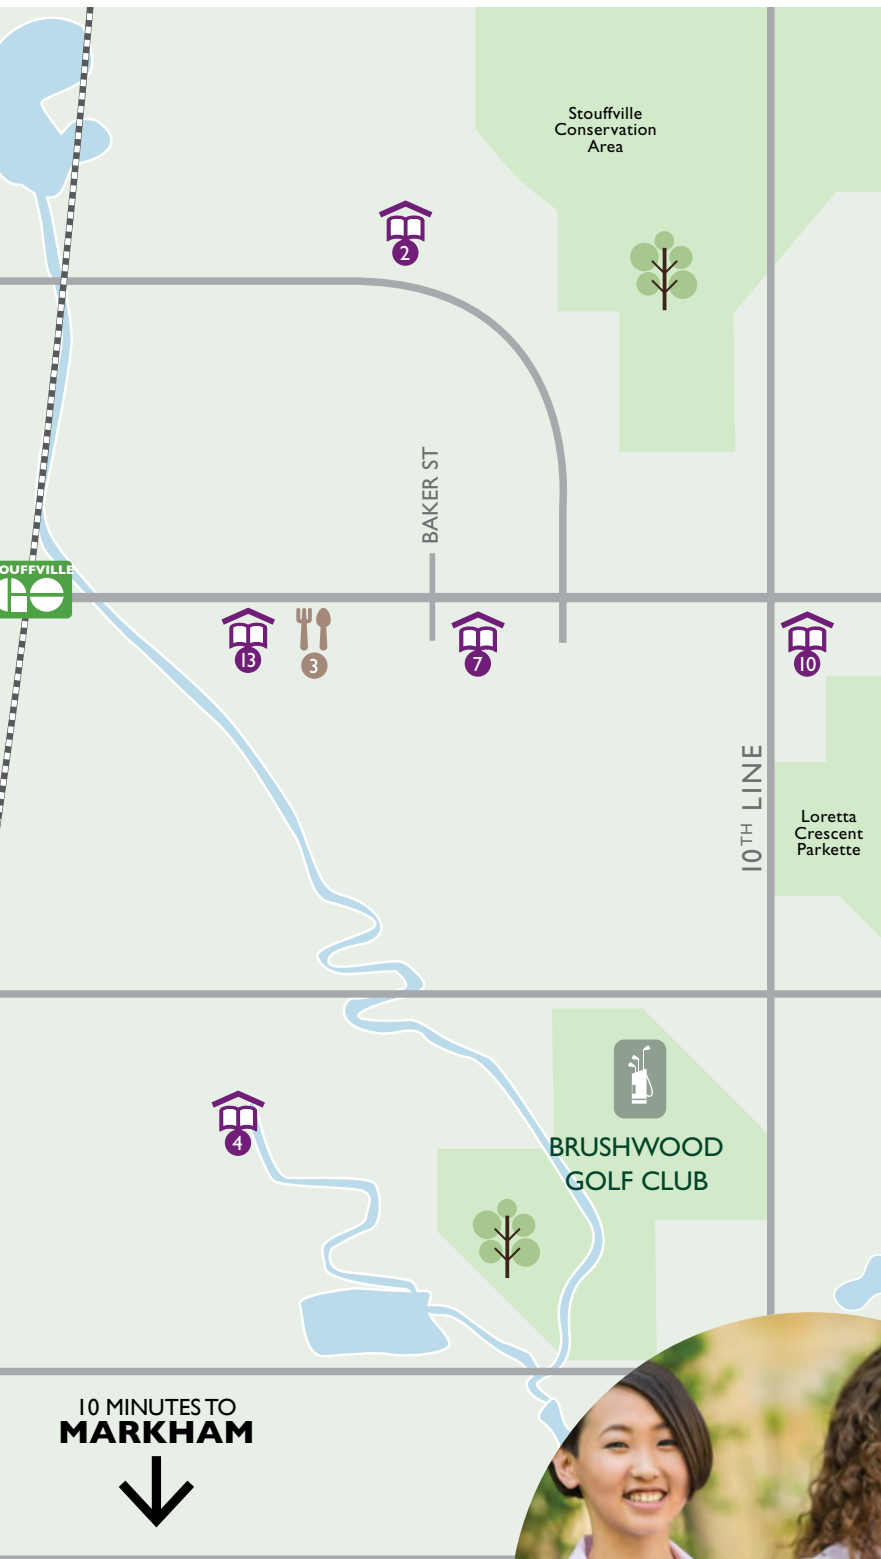 Stouffville
Conservation
Area
2
BAKER ST
OUFFVILLE
GO
13
3
7
10
10TH LINE
Loretta
Crescent
Parkette
4
BRUSHWOOD
GOLF CLUB
10 MINUTES TO
MARKHAM